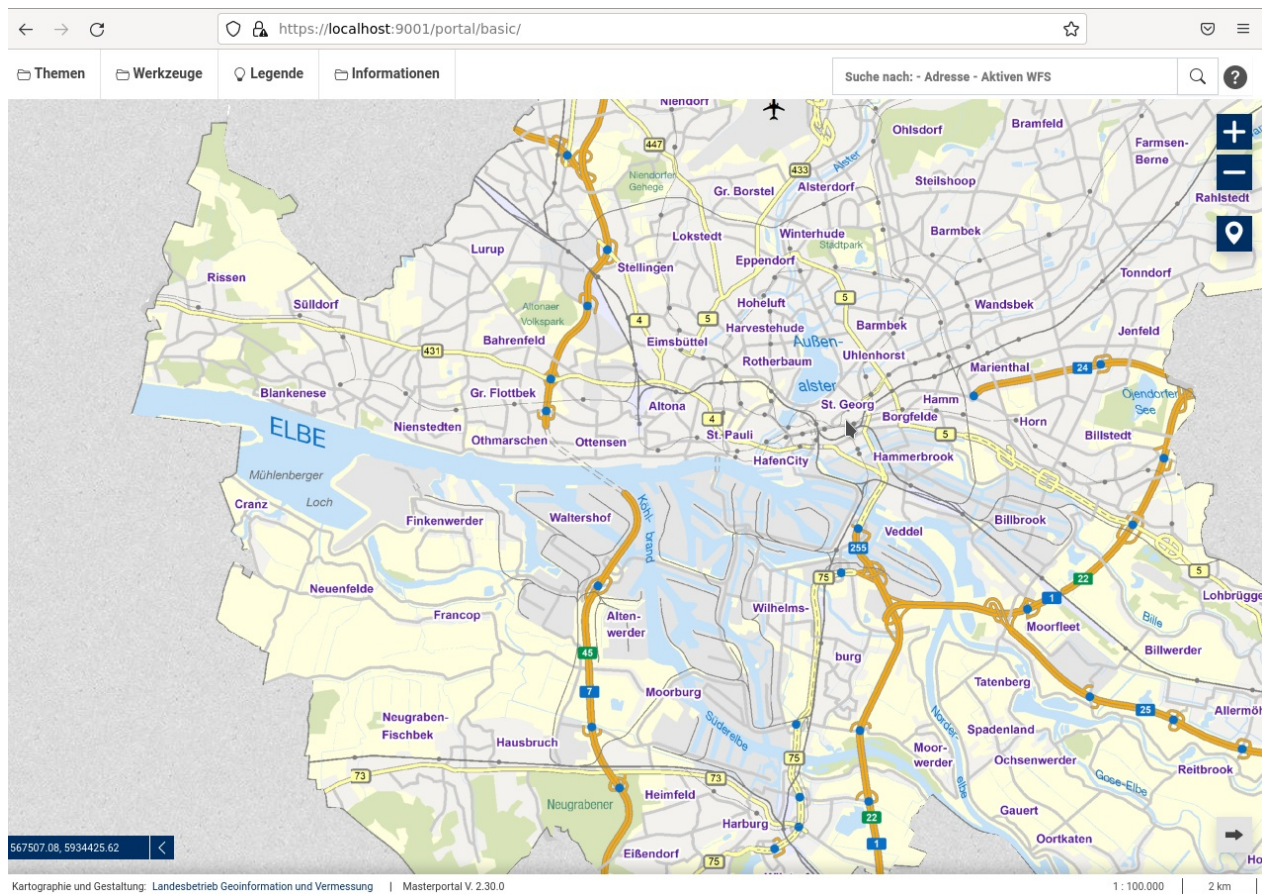 https://localhost:9001/portal/basic/
Themen
Werkzeuge
Legende
Informationen
Suche nach: - Adresse - Aktiven WFS
?
Niendorf
Ohlsdorf
Bramfeld
447
Farmsen-
Berne
Alster
433
Niendorfer
Gehege
Gr. Borstel
Alsterdorf
Steilshoop
Rahlstedt
Lokstedt
Winterhude
Stadtpark
Barmbek
Lurup
Eppendorf
Stellingen
Rissen
Tonndorf
Sülldorf
Altonaer
Volkspark
Hoheluft
5
Wandsbek
4
5
Harvestehude
Barmbek
Jenfeld
Bahrenfeld
Eimsbüttel
Außen-
alster
431
Rotherbaum
Uhlenhorst
Marienthal
24
Blankenese
Gr. Flottbek
Altona
St. Georg
Hamm
Öjendorfer
See
4
Borgfelde
Horn
ELBE
Nienstedten
Othmarschen
Ottensen
St. Pauli
5
Billstedt
HafenCity
Hammerbrook
Mühlenberger
Loch
Cranz
Finkenwerder
Waltershof
Köhl-
brand
Billbrook
Veddel
255
5
75
22
Neuenfelde
Lohbrügge
1
Francop
Alten-
werder
Wilhelms-
burg
Moorfleet
Bille
Billwerder
45
7
Moorburg
Tatenberg
25
Allermöh
Neugraben-
Fischbek
Süderelbe
Norder-
elbe
Spadenland
Hausbruch
Moor-
werder
Ochsenwerder
75
Reitbrook
73
73
Gose-Elbe
Neugrabener
Heimfeld
Gauert
Harburg
22
Oortkaten
1
Eißendorf
75
567507.08, 5934425.62
Kartographie und Gestaltung: Landesbetrieb Geoinformation und Vermessung | Masterportal V. 2.30.0
1 : 100.000
2 km